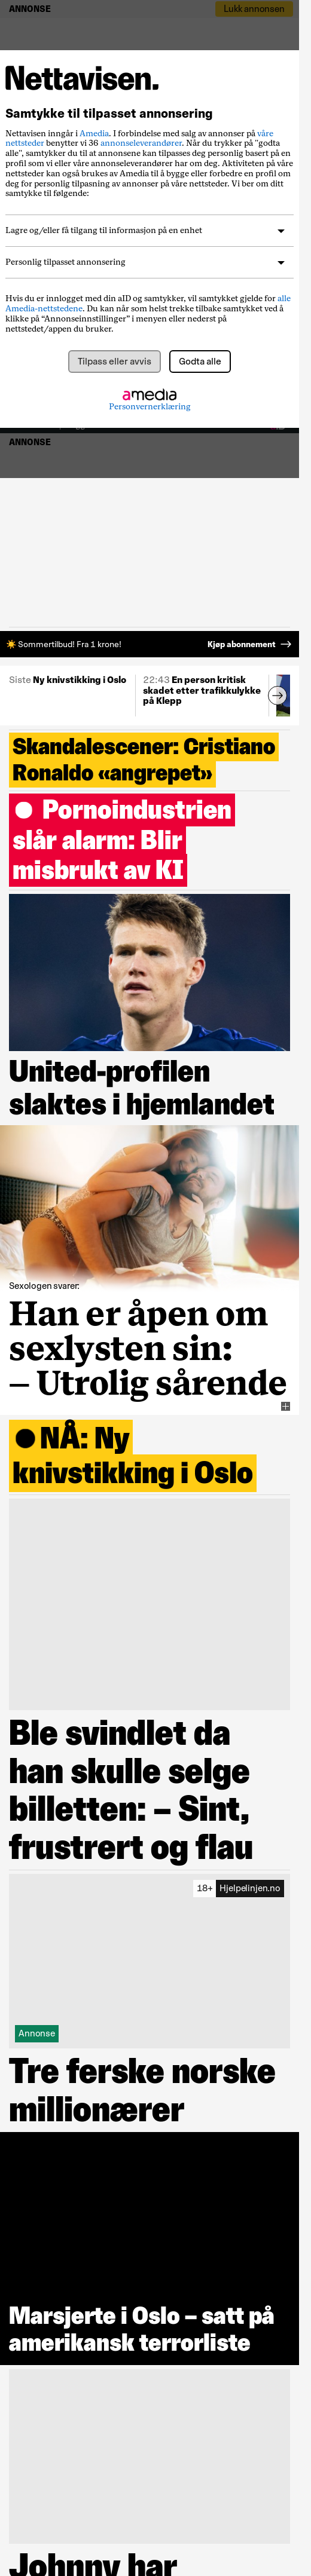 ANNONSE
Lukk annonsen
Nettavisen.
Samtykke til tilpasset annonsering
Nettavisen inngår i Amedia. I forbindelse med salg av annonser på våre
nettsteder benytter vi 36 annonseleverandører. Når du trykker på "godta
alle", samtykker du til at annonsene kan tilpasses deg personlig basert på en
profil som vi eller våre annonseleverandører har om deg. Aktiviteten på våre
nettsteder kan også brukes av Amedia til å bygge eller forbedre en profil om
deg for personlig tilpasning av annonser på våre nettsteder. Vi ber om ditt
samtykke til følgende:
Lagre og/eller få tilgang til informasjon på en enhet
Personlig tilpasset annonsering
Hvis du er innlogget med din aID og samtykker, vil samtykket gjelde for alle
Amedia-nettstedene. Du kan når som helst trekke tilbake samtykket ved å
klikke på "Annonseinnstillinger" i menyen eller nederst på
nettstedet/appen du bruker.
Tilpass eller avvis
Godta alle
amedia
Personvernerklæring
ANNONSE
Sommertilbud! Fra 1 krone!
Kjøp abonnement
Siste Ny knivstikking i Oslo
22:43 En person kritisk
skadet etter trafikkulykke
på Klepp
Skandalescener: Cristiano
Ronaldo «angrepet»
Pornoindustrien
slår alarm: Blir
misbrukt av KI
United-profilen
slaktes i hjemlandet
Sexologen svarer:
Han er åpen om
sexlysten sin:
– Utrolig sårende
NÅ: Ny
knivstikking i Oslo
Ble svindlet da
han skulle selge
billetten: – Sint,
frustrert og flau
18+ Hjelpelinjen.no
Annonse
Tre ferske norske
millionærer
Marsjerte i Oslo – satt på
amerikansk terrorliste
Johnny har